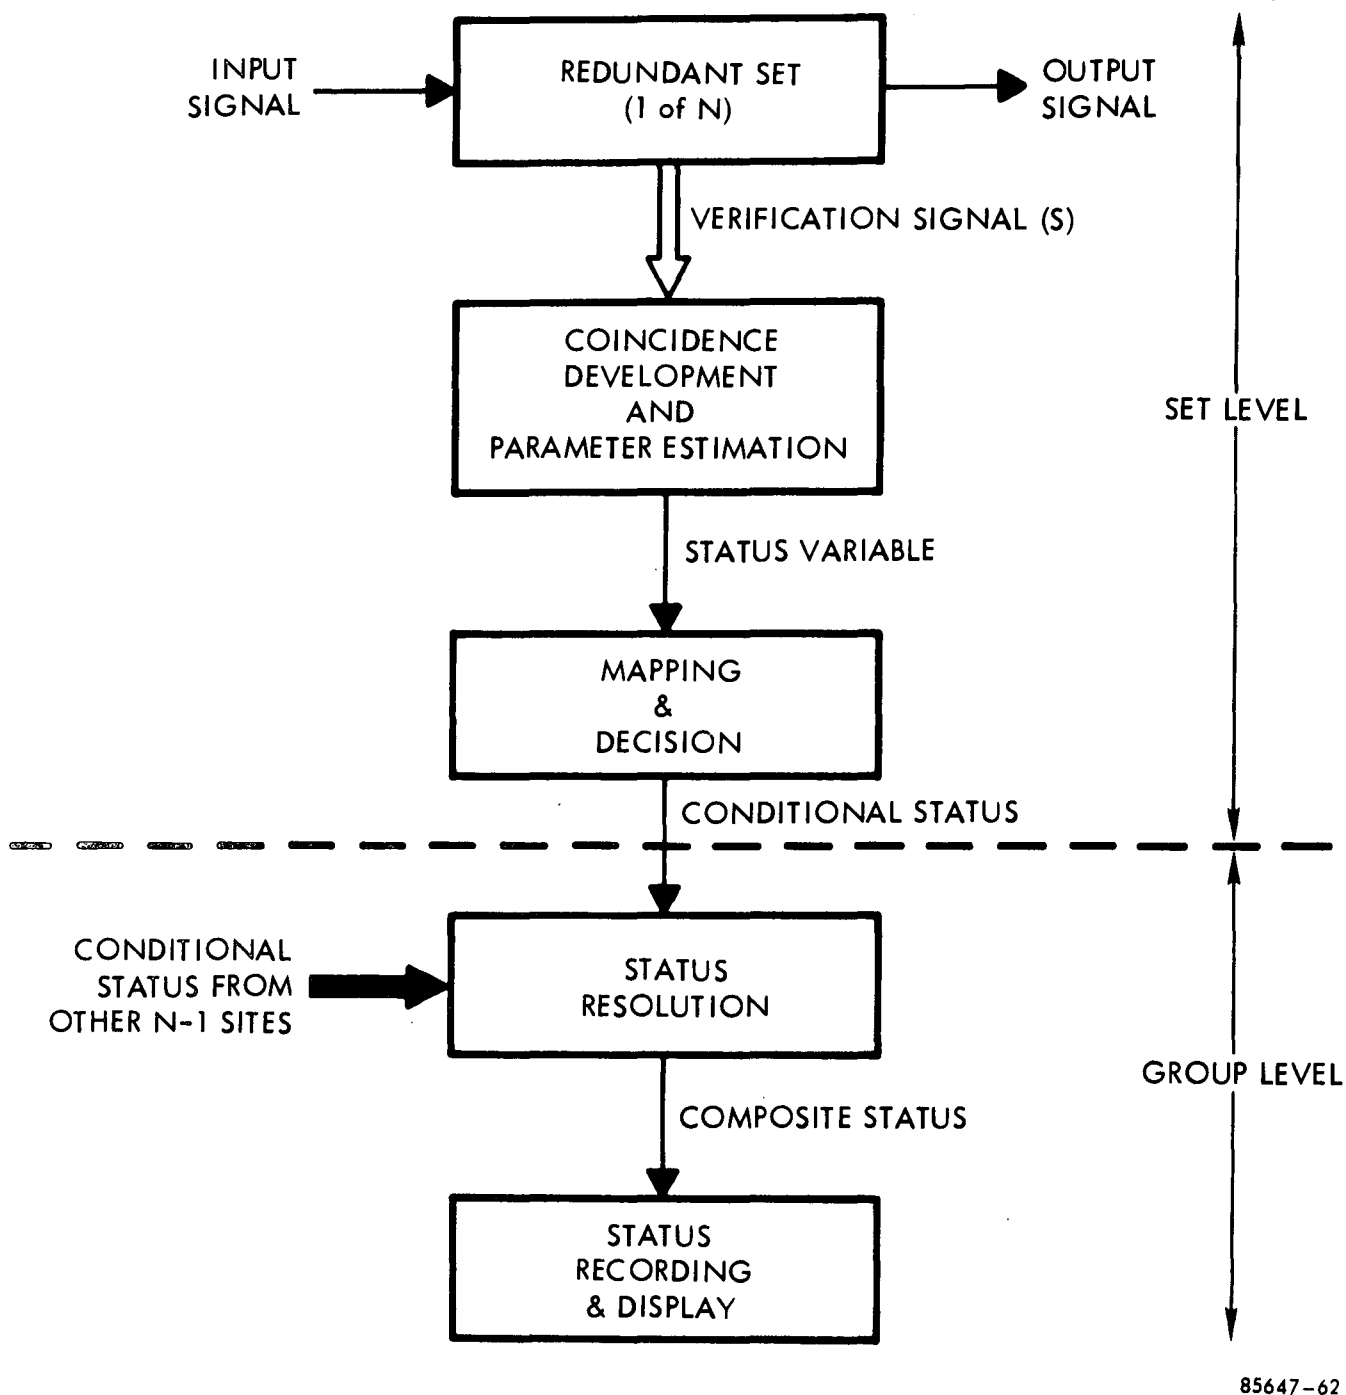 INPUT
SIGNAL
REDUNDANT SET
(1 of N)
OUTPUT
SIGNAL
VERIFICATION SIGNAL (S)
COINCIDENCE
DEVELOPMENT
AND
PARAMETER ESTIMATION
SET LEVEL
STATUS VARIABLE
MAPPING
&
DECISION
CONDITIONAL STATUS
CONDITIONAL
STATUS FROM
OTHER N-1 SITES
STATUS
RESOLUTION
GROUP LEVEL
COMPOSITE STATUS
STATUS
RECORDING
& DISPLAY
85647-62